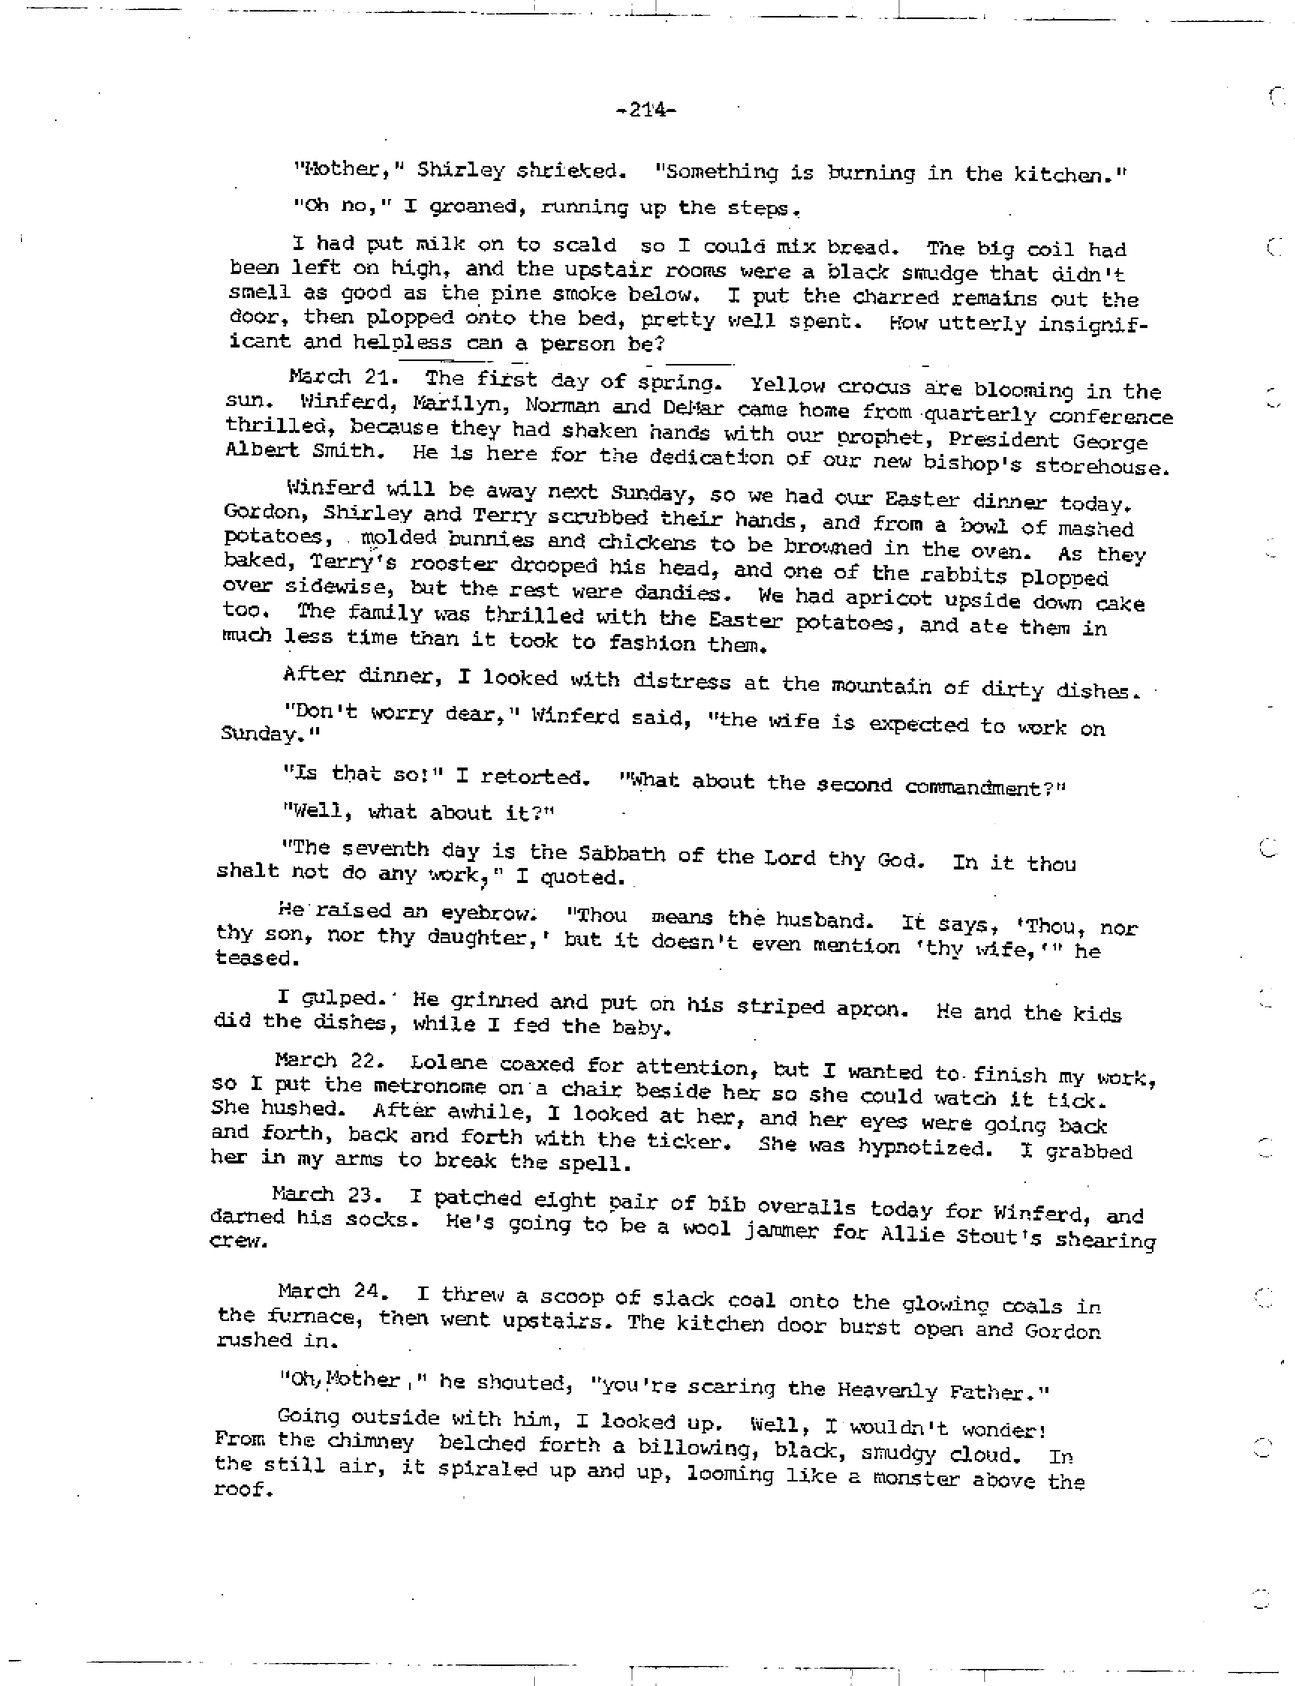 -214-
"Mother," Shirley shrieked. "Something is burning in the kitchen."
"Oh no," I groaned, running up the steps.
I had put milk on to scald so I could mix bread. The big coil had
been left on high, and the upstair rooms were a black smudge that didn't
smell as good as the pine smoke below. I put the charred remains out the
door, then plopped onto the bed, pretty well spent. How utterly insignif-
icant and helpless can a person be?
March 21. The first day of spring. Yellow crocus are blooming in the
sun. Winferd, Marilyn, Norman and DeMar came home from quarterly conference
thrilled, because they had shaken hands with our prophet, President George
Albert Smith. He is here for the dedication of our new bishop's storehouse.
Winferd will be away next Sunday, so we had our Easter dinner today.
Gordon, Shirley and Terry scrubbed their hands, and from a bowl of mashed
potatoes, molded bunnies and chickens to be browned in the oven. As they
baked, Terry's rooster drooped his head, and one of the rabbits plopped
over sidewise, but the rest were dandies. We had apricot upside down cake
too. The family was thrilled with the Easter potatoes, and ate them in
much less time than it took to fashion them.
After dinner, I looked with distress at the mountain of dirty dishes.
"Don't worry dear," Winferd said, "the wife is expected to work on
Sunday."
"Is that so!" I retorted. "What about the second commandment?"
"Well, what about it?"
"The seventh day is the Sabbath of the Lord thy God. In it thou
shalt not do any work," I quoted.
He raised an eyebrow. "Thou means the husband. It says, 'Thou, nor
thy son, nor thy daughter,' but it doesn't even mention 'thy wife,'" he
teased.
I gulped. He grinned and put on his striped apron. He and the kids
did the dishes, while I fed the baby.
March 22. Lolene coaxed for attention, but I wanted to finish my work,
so I put the metronome on a chair beside her so she could watch it tick.
She hushed. After awhile, I looked at her, and her eyes were going back
and forth, back and forth with the ticker. She was hypnotized. I grabbed
her in my arms to break the spell.
March 23. I patched eight pair of bib overalls today for Winferd, and
darned his socks. He's going to be a wool jammer for Allie Stout's shearing
crew.
March 24. I threw a scoop of slack coal onto the glowing coals in
the furnace, then went upstairs. The kitchen door burst open and Gordon
rushed in.
"Oh, Mother," he shouted, "you're scaring the Heavenly Father."
Going outside with him, I looked up. Well, I wouldn't wonder!
From the chimney belched forth a billowing, black, smudgy cloud. In
the still air, it spiraled up and up, looming like a monster above the
roof.